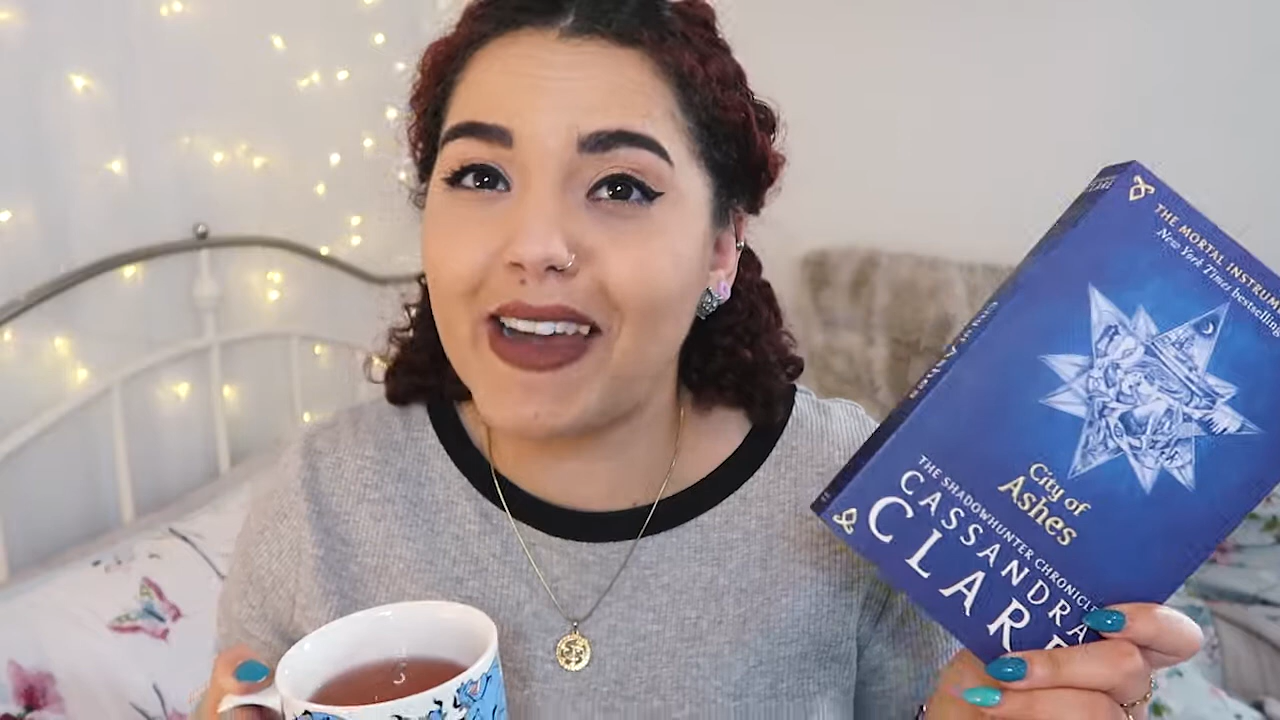 THE MORTAL INSTRUM
New York Times bestselling
City of
Ashes
THE SHADOWHUNTER CHRONICLE
CASSANDRA
CLARE